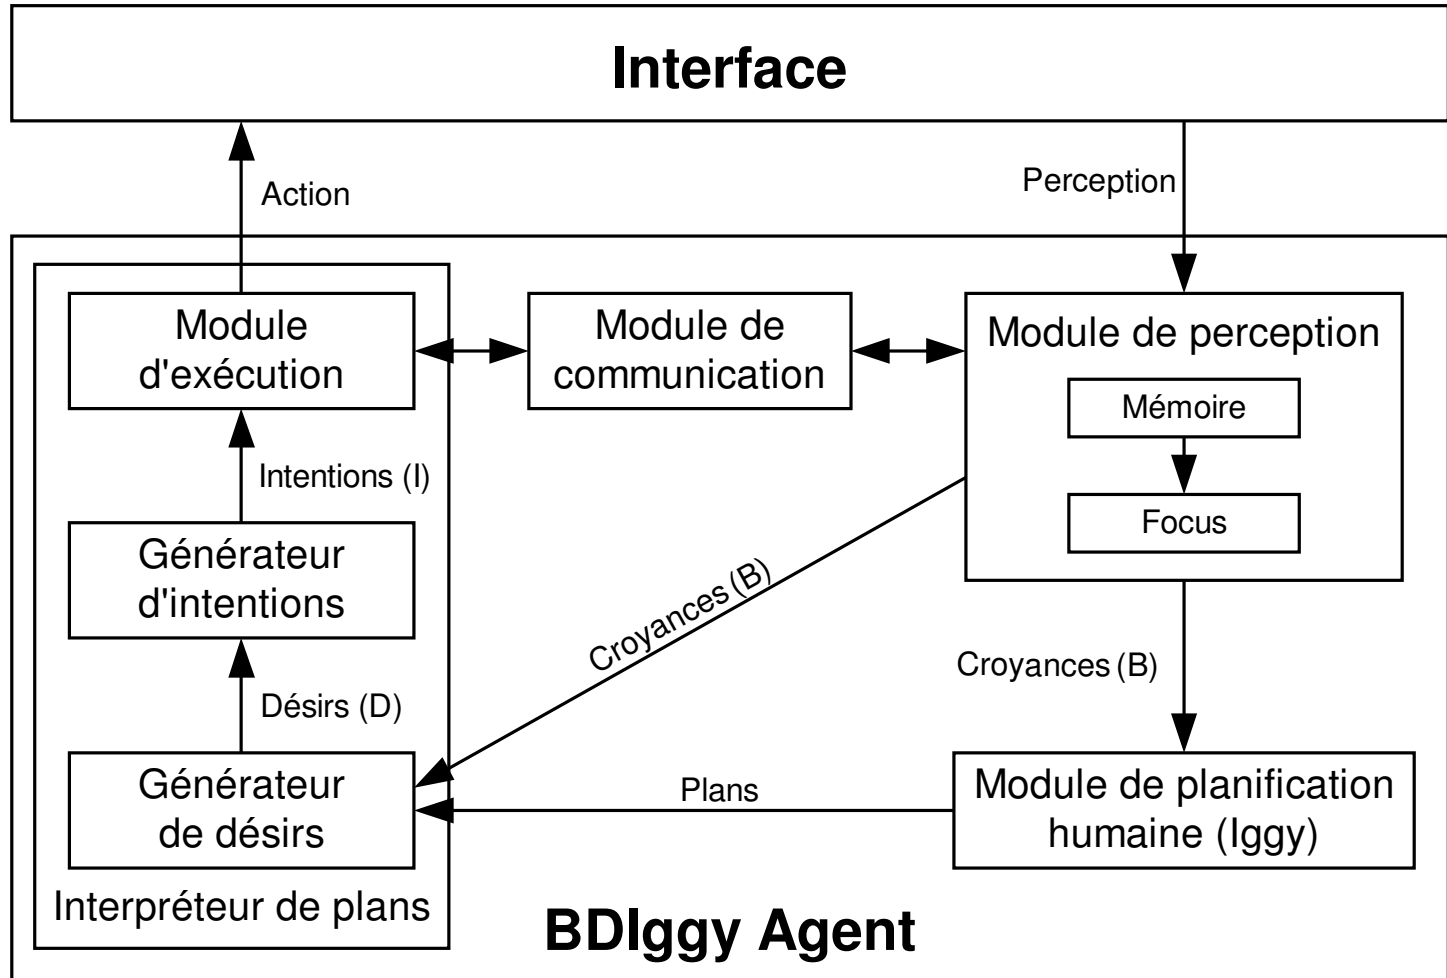 Interface
Action
Perception
Module
d'exécution
Module de
communication
Module de perception
Mémoire
Focus
Intentions (I)
Générateur
d'intentions
Croyances (B)
Croyances (B)
Désirs (D)
Générateur
de désirs
Plans
Module de planification
humaine (Iggy)
Interpréteur de plans
BDIggy Agent